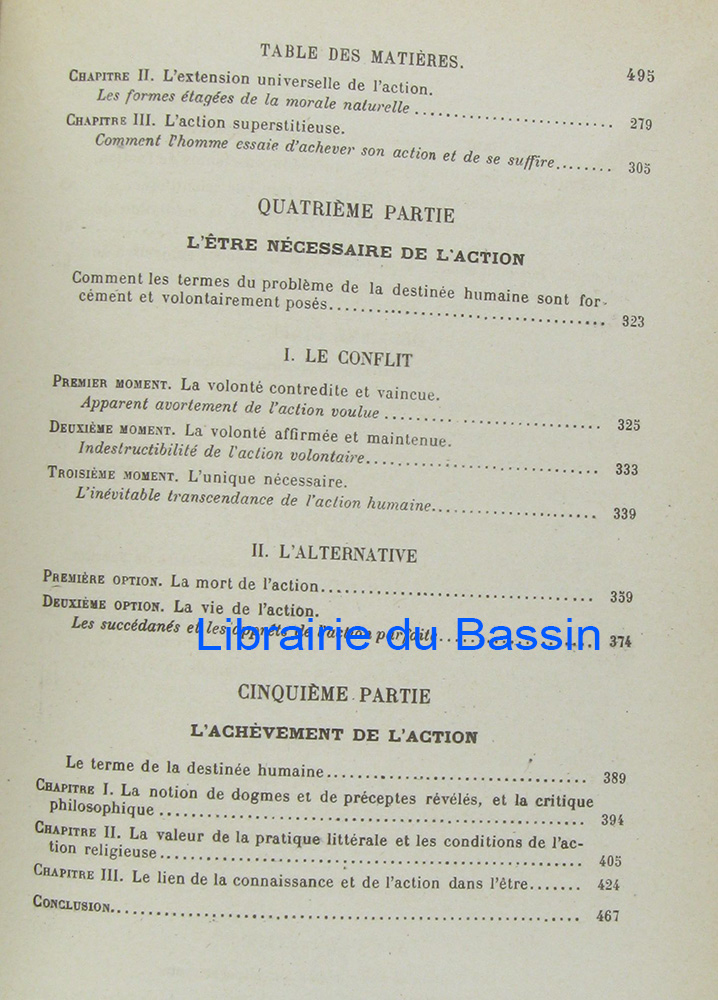 TABLE DES MATIÈRES.
495
CHAPITRE II. L'extension universelle de l'action.
Les formes étagées de la morale naturelle ........ 279
CHAPITRE III. L'action superstitieuse.
Comment l'homme essaie d'achever son action et de se suffire ........ 305
QUATRIÈME PARTIE
L'ÊTRE NÉCESSAIRE DE L'ACTION
Comment les termes du problème de la destinée humaine sont for-
cément et volontairement posés ........ 323
I. LE CONFLIT
PREMIER MOMENT. La volonté contredite et vaincue.
Apparent avortement de l'action voulue ........ 325
DEUXIÈME MOMENT. La volonté affirmée et maintenue.
Indestructibilité de l'action volontaire ........ 333
TROISIÈME MOMENT. L'unique nécessaire.
L'inévitable transcendance de l'action humaine ........ 339
II. L'ALTERNATIVE
PREMIÈRE OPTION. La mort de l'action ........ 359
DEUXIÈME OPTION. La vie de l'action.
Les succédanés et les apprêts de l'action parfaite ........ 374
Librairie du Bassin
CINQUIÈME PARTIE
L'ACHÈVEMENT DE L'ACTION
Le terme de la destinée humaine ........ 389
CHAPITRE I. La notion de dogmes et de préceptes révélés, et la critique
philosophique ........ 394
CHAPITRE II. La valeur de la pratique littérale et les conditions de l'ac-
tion religieuse ........ 405
CHAPITRE III. Le lien de la connaissance et de l'action dans l'être ....... 424
CONCLUSION ........ 467